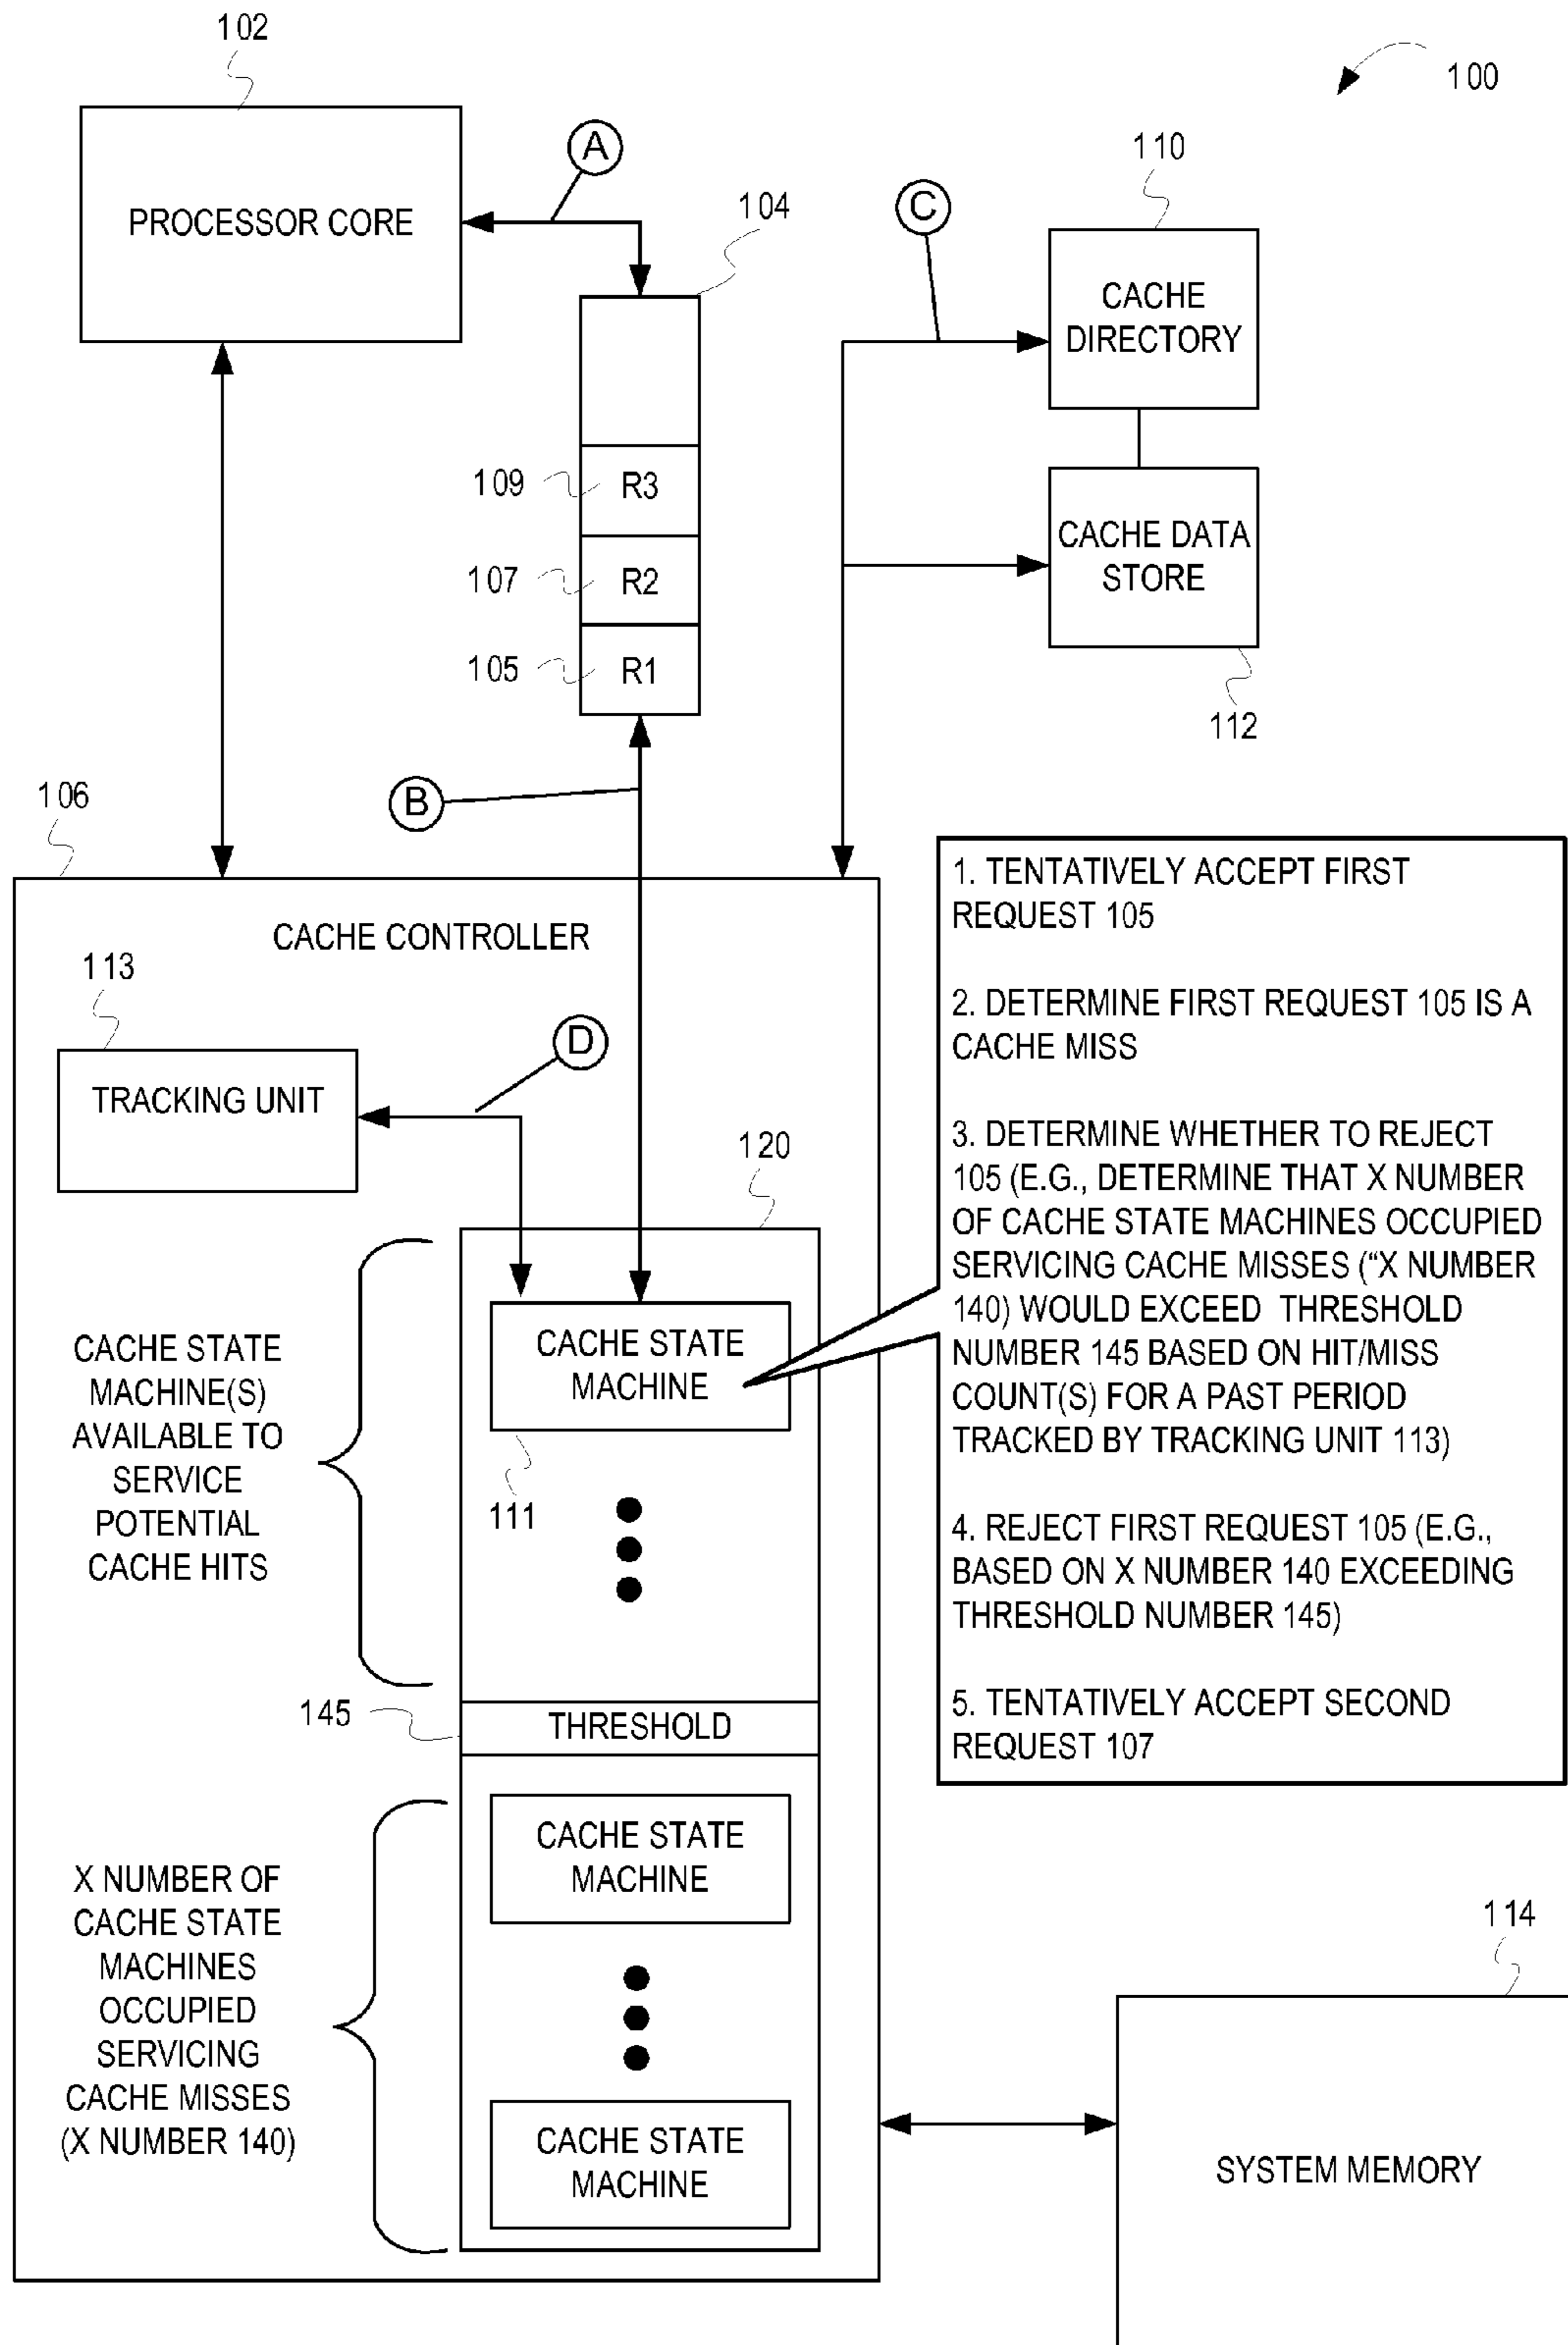 102
100
A
110
PROCESSOR CORE
104
C
CACHE
DIRECTORY
109
R3
107
R2
CACHE DATA
STORE
105
R1
112
106
B
CACHE CONTROLLER
113
D
TRACKING UNIT
120
1. TENTATIVELY ACCEPT FIRST
REQUEST 105
2. DETERMINE FIRST REQUEST 105 IS A
CACHE MISS
3. DETERMINE WHETHER TO REJECT
105 (E.G., DETERMINE THAT X NUMBER
OF CACHE STATE MACHINES OCCUPIED
SERVICING CACHE MISSES ("X NUMBER
140) WOULD EXCEED THRESHOLD
NUMBER 145 BASED ON HIT/MISS
COUNT(S) FOR A PAST PERIOD
TRACKED BY TRACKING UNIT 113)
4. REJECT FIRST REQUEST 105 (E.G.,
BASED ON X NUMBER 140 EXCEEDING
THRESHOLD NUMBER 145)
5. TENTATIVELY ACCEPT SECOND
REQUEST 107
CACHE STATE
MACHINE(S)
AVAILABLE TO
SERVICE
POTENTIAL
CACHE HITS
CACHE STATE
MACHINE
111
145
THRESHOLD
X NUMBER OF
CACHE STATE
MACHINES
OCCUPIED
SERVICING
CACHE MISSES
(X NUMBER 140)
CACHE STATE
MACHINE
CACHE STATE
MACHINE
114
SYSTEM MEMORY